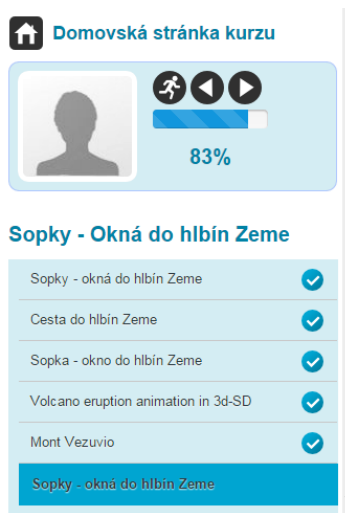 Domovská stránka kurzu
83%
Sopky - Okná do hlbín Zeme
Sopky - okná do hlbín Zeme
Cesta do hlbín Zeme
Sopka - okno do hlbín Zeme
Volcano eruption animation in 3d-SD
Mont Vezuvio
Sopky - okná do hlbín Zeme